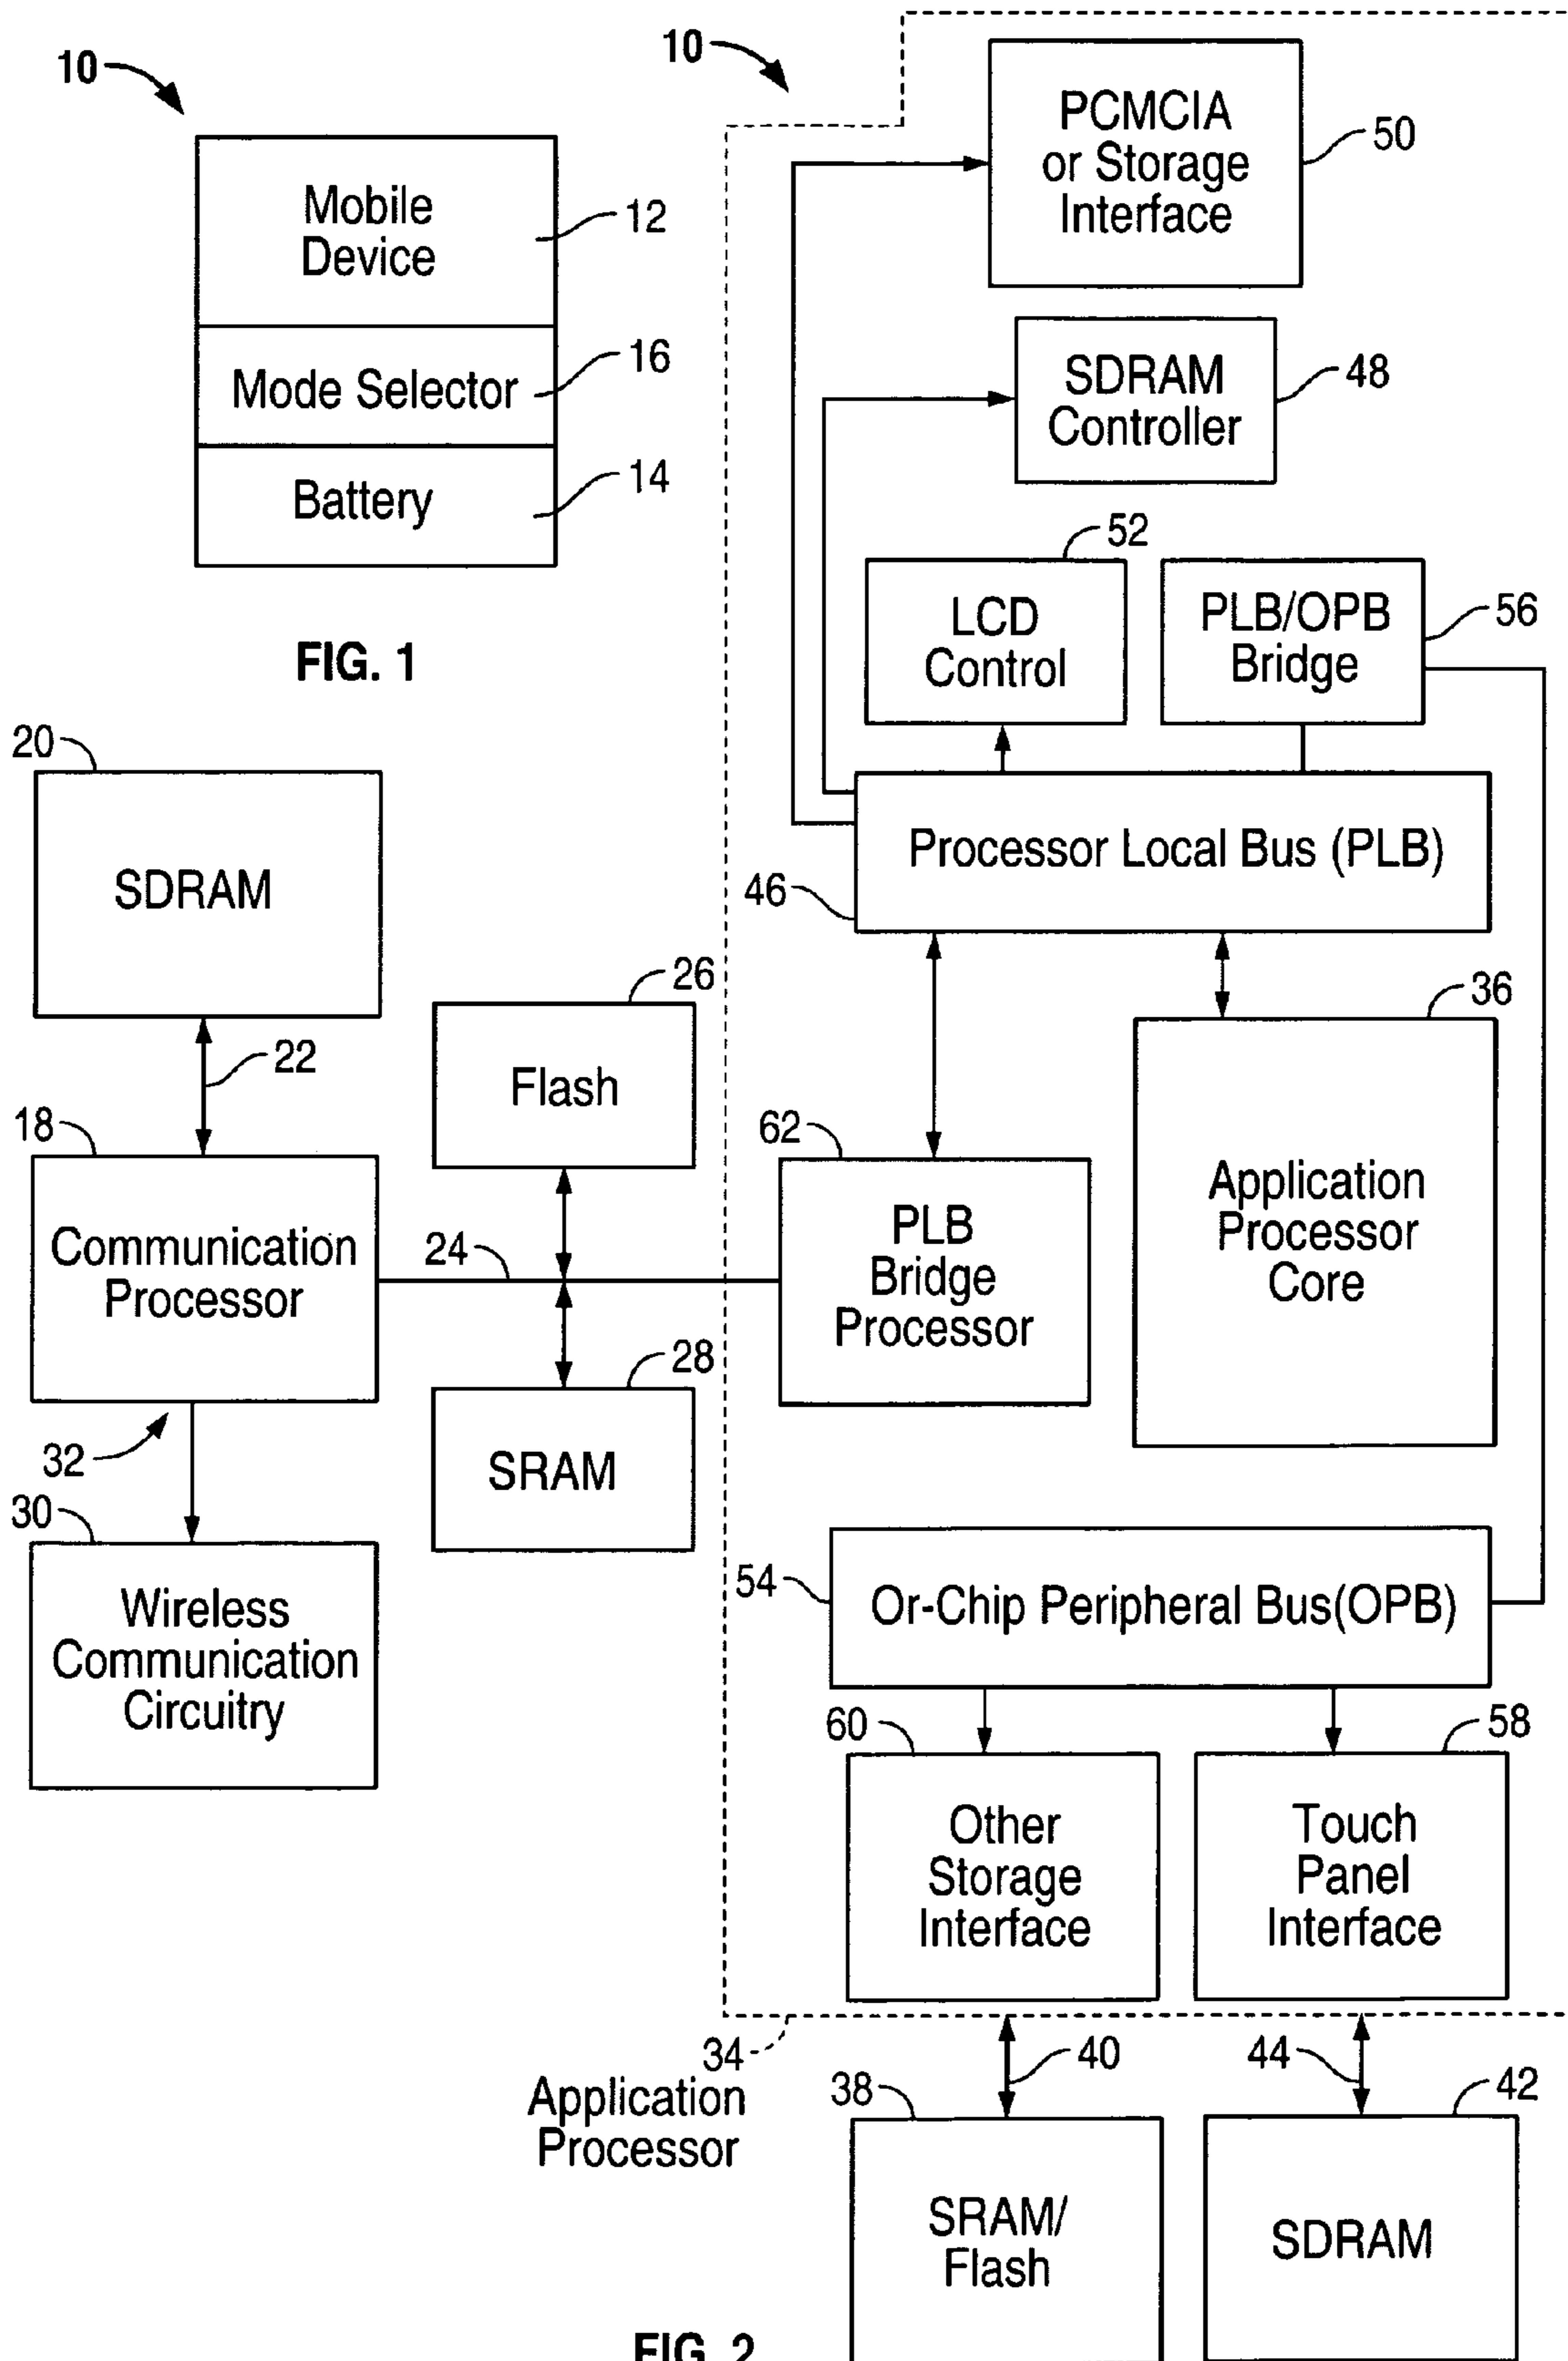 10
Mobile
Device
12
Mode Selector
16
Battery
14
FIG. 1
10
PCMCIA
or Storage
Interface
50
SDRAM
Controller
48
52
LCD
Control
PLB/OPB
Bridge
56
Processor Local Bus (PLB)
46
20
SDRAM
22
26
Flash
18
Communication
Processor
24
62
PLB
Bridge
Processor
36
Application
Processor
Core
28
SRAM
32
30
Wireless
Communication
Circuitry
54
Or-Chip Peripheral Bus(OPB)
60
Other
Storage
Interface
58
Touch
Panel
Interface
34
Application
Processor
40
44
38
SRAM/
Flash
42
SDRAM
FIG. 2